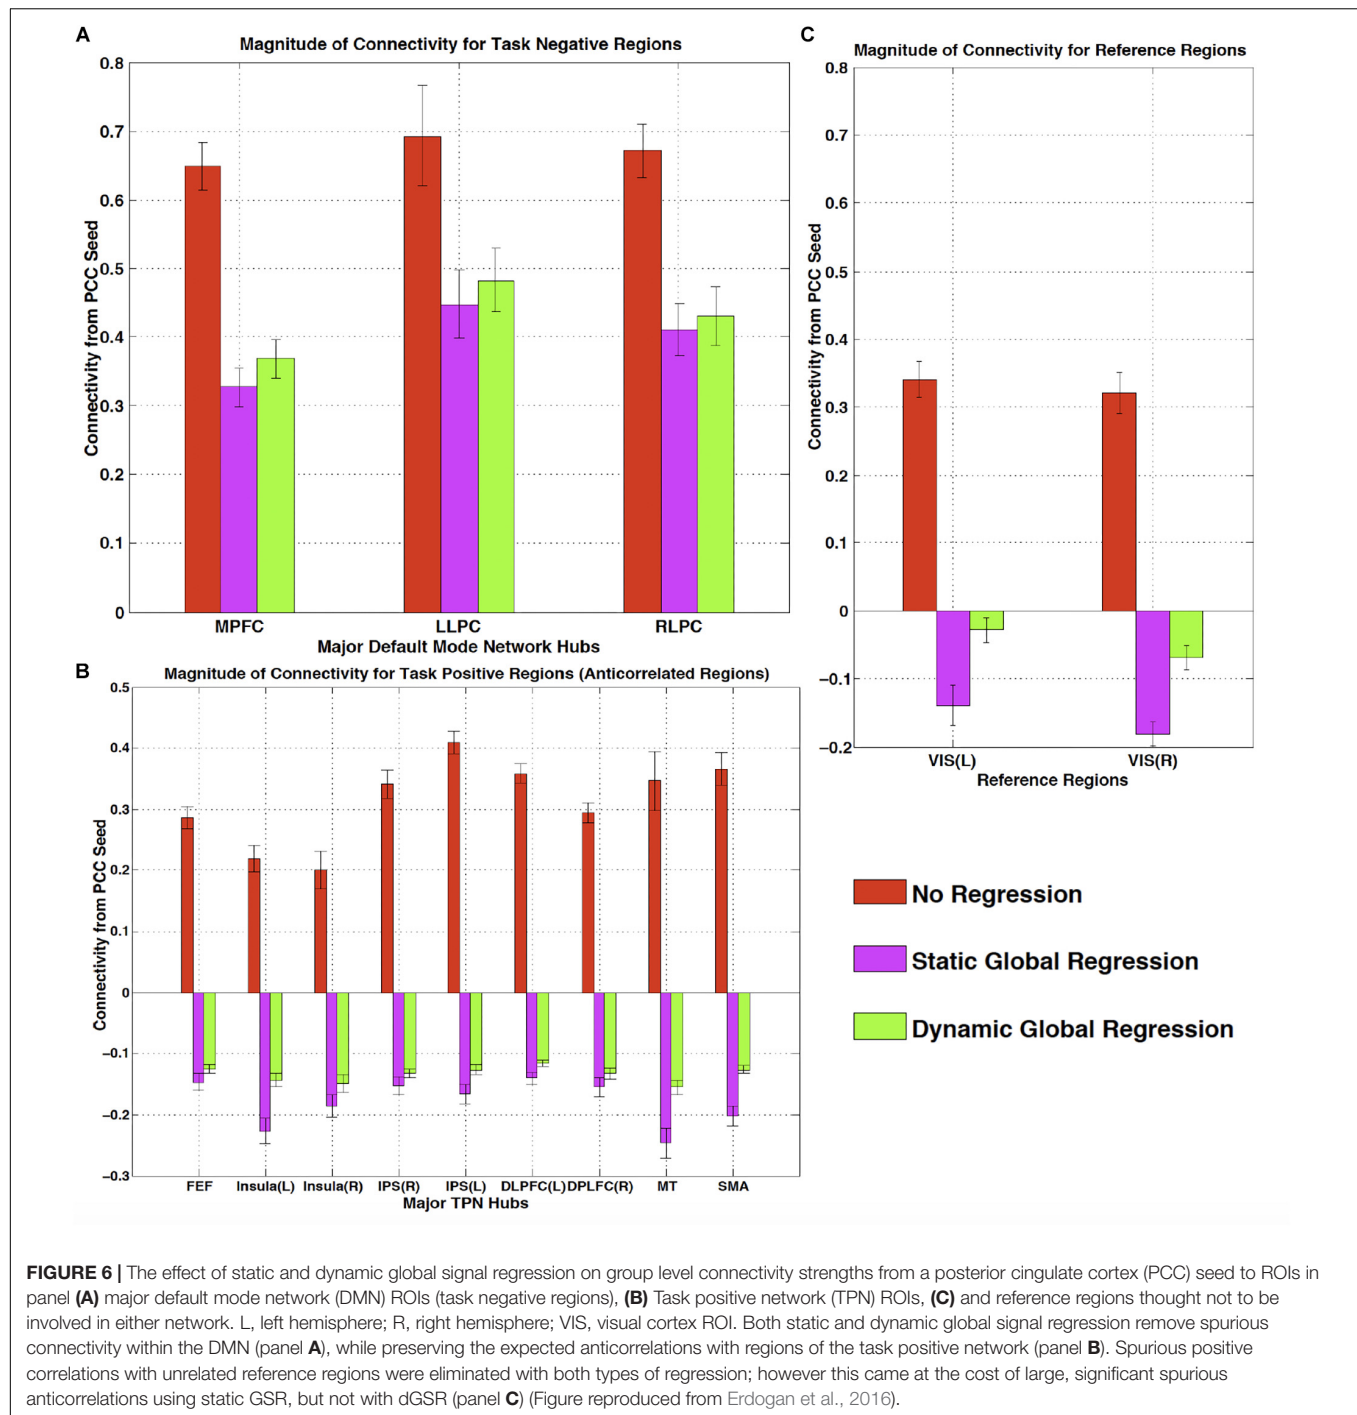 A
Magnitude of Connectivity for Task Negative Regions
0.8
0.7
0.6
0.5
0.4
0.3
0.2
0.1
0
Connectivity from PCC Seed
MPFC LLPC RLPC
Major Default Mode Network Hubs
B
Magnitude of Connectivity for Task Positive Regions (Anticorrelated Regions)
0.5
0.4
0.3
0.2
0.1
0
−0.1
−0.2
−0.3
Connectivity from PCC Seed
FEF Insula(L) Insula(R) IPS(R) IPS(L) DLPFC(L) DPLFC(R) MT SMA
Major TPN Hubs
C
Magnitude of Connectivity for Reference Regions
0.8
0.7
0.6
0.5
0.4
0.3
0.2
0.1
0
−0.1
−0.2
Connectivity from PCC Seed
VIS(L) VIS(R)
Reference Regions
No Regression
Static Global Regression
Dynamic Global Regression
FIGURE 6 | The effect of static and dynamic global signal regression on group level connectivity strengths from a posterior cingulate cortex (PCC) seed to ROIs in
panel (A) major default mode network (DMN) ROIs (task negative regions), (B) Task positive network (TPN) ROIs, (C) and reference regions thought not to be
involved in either network. L, left hemisphere; R, right hemisphere; VIS, visual cortex ROI. Both static and dynamic global signal regression remove spurious
connectivity within the DMN (panel A), while preserving the expected anticorrelations with regions of the task positive network (panel B). Spurious positive
correlations with unrelated reference regions were eliminated with both types of regression; however this came at the cost of large, significant spurious
anticorrelations using static GSR, but not with dGSR (panel C) (Figure reproduced from Erdogan et al., 2016).